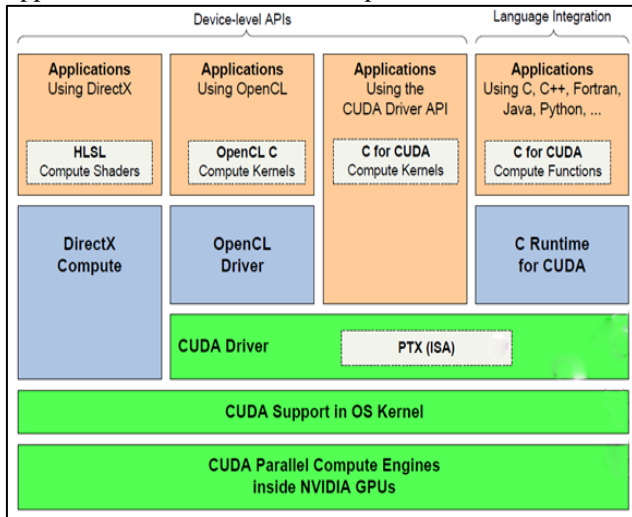 Device-level APIs
Language Integration
Applications
Using DirectX
HLSL
Compute Shaders
Applications
Using OpenCL
OpenCL C
Compute Kernels
Applications
Using the
CUDA Driver API
C for CUDA
Compute Kernels
Applications
Using C, C++, Fortran,
Java, Python, ...
C for CUDA
Compute Functions
DirectX
Compute
OpenCL
Driver
C Runtime
for CUDA
CUDA Driver
PTX (ISA)
CUDA Support in OS Kernel
CUDA Parallel Compute Engines
inside NVIDIA GPUs